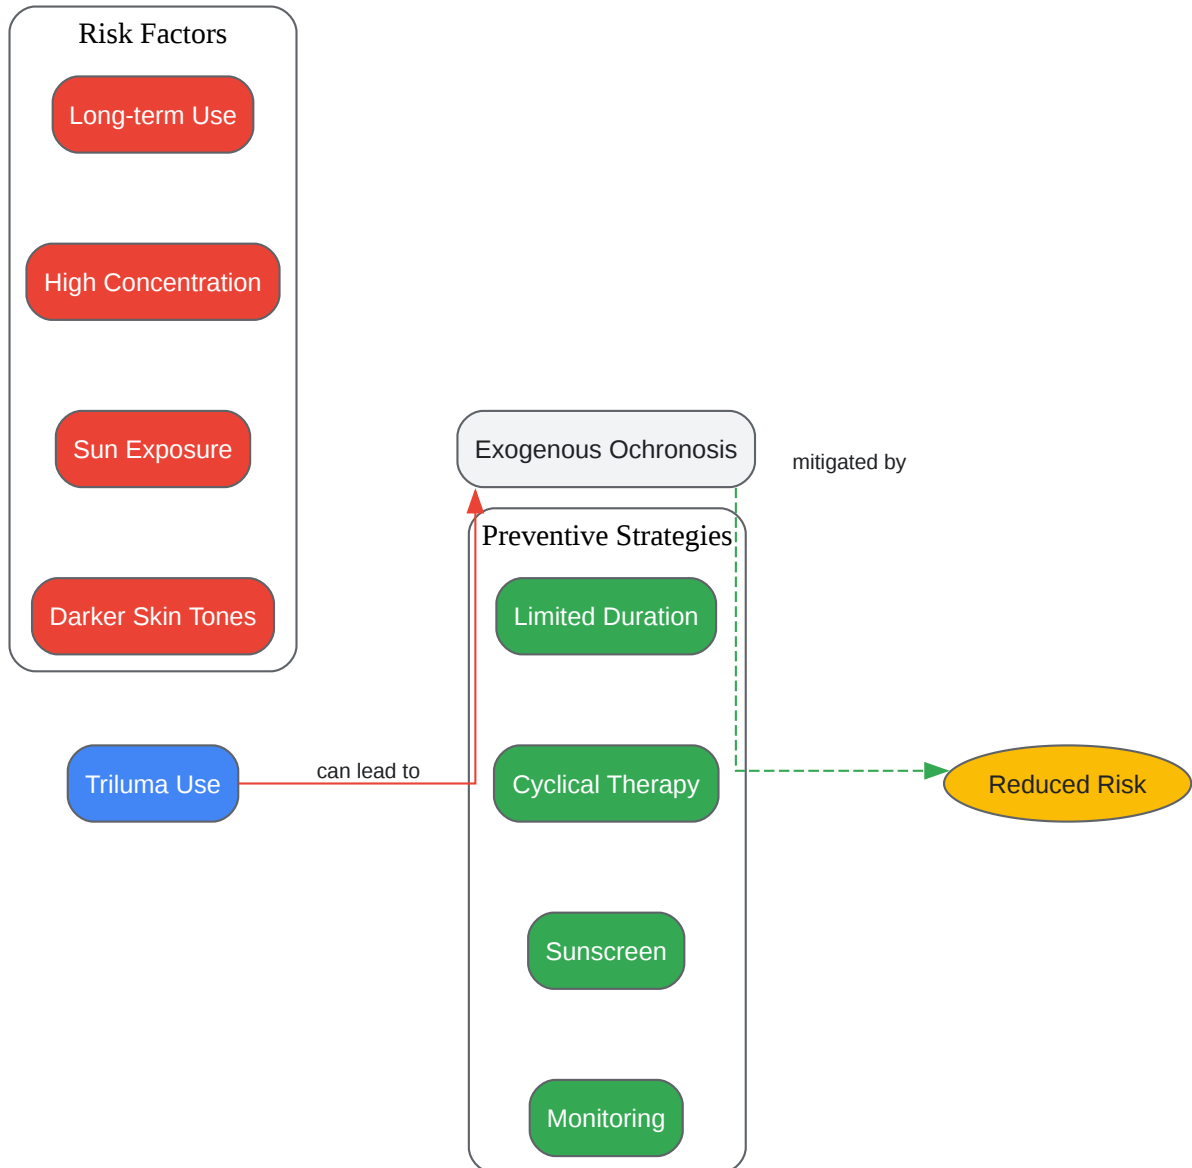 Risk Factors
Long-term Use
High Concentration
Sun Exposure
Darker Skin Tones
Triluma Use
can lead to
Exogenous Ochronosis
mitigated by
Preventive Strategies
Limited Duration
Cyclical Therapy
Sunscreen
Monitoring
Reduced Risk